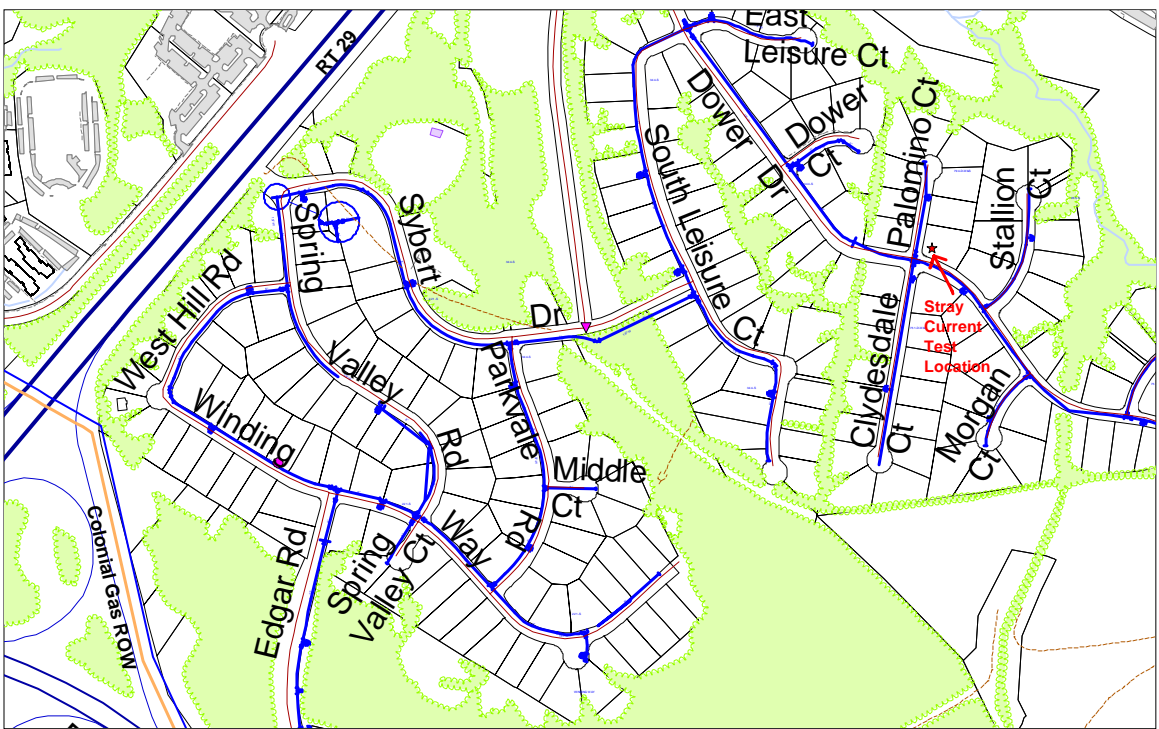 East
Leisure Ct
RT 29
Dower
Dr
Dower
Ct
South Leisure
Ct
Palomino Ct
Stallion
Ct
Spring
Valley
Rd
Sybert
Dr
West Hill Rd
Stray
Current
Test
Location
Clydesdale
Ct
Morgan
Ct
Parkvale
Rd
Winding
Way
Middle
Ct
Colonial Gas ROW
Edgar Rd
Spring
Valley Ct